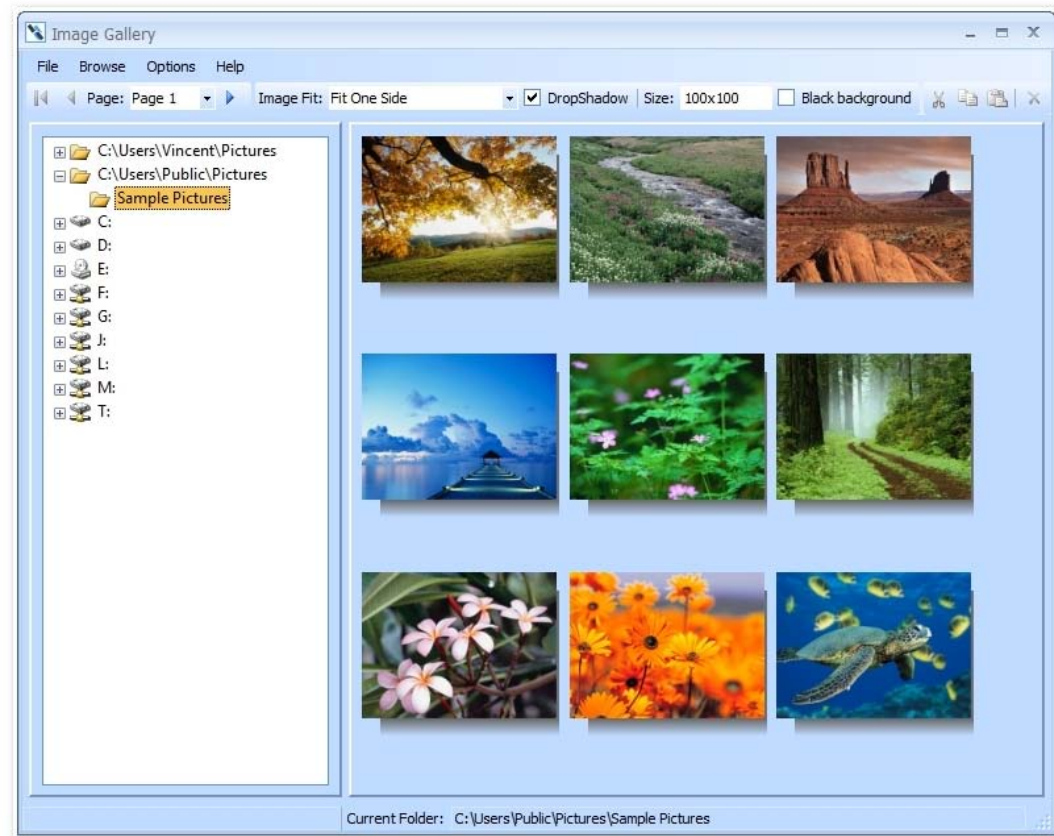 Image Gallery
File Browse Options Help
Page: Page 1 Image Fit: Fit One Side DropShadow Size: 100x100 Black background
C:\Users\Vincent\Pictures
C:\Users\Public\Pictures
Sample Pictures
C:
D:
E:
F:
G:
J:
L:
M:
T:
Current Folder: C:\Users\Public\Pictures\Sample Pictures